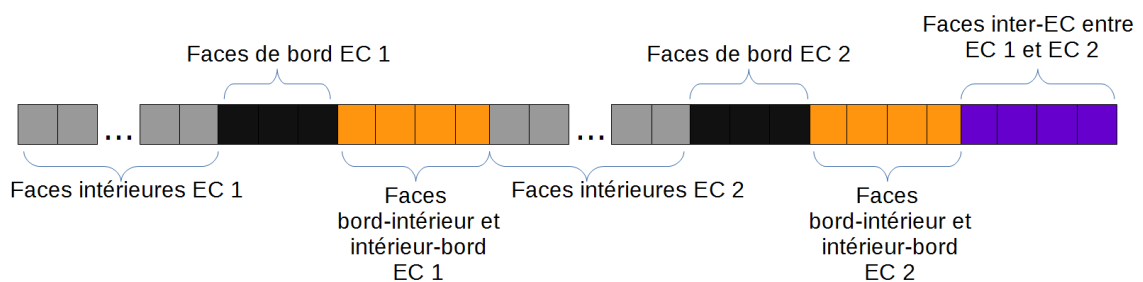 Faces de bord EC 1
Faces de bord EC 2
Faces inter-EC entre
EC 1 et EC 2
...
...
Faces intérieures EC 1
Faces
bord-intérieur et
intérieur-bord
EC 1
Faces intérieures EC 2
Faces
bord-intérieur et
intérieur-bord
EC 2